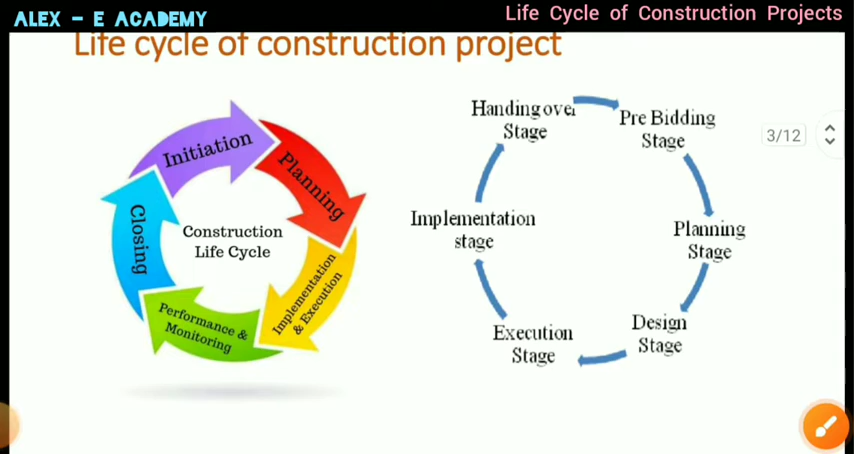 ALEX - E ACADEMY
Life Cycle of Construction Projects
Life cycle of construction project
Initiation
Planning
Implementation
& Execution
Performance &
Monitoring
Closing
Construction
Life Cycle
Handing over
Stage
Pre Bidding
Stage
Planning
Stage
Design
Stage
Execution
Stage
Implementation
stage
3/12